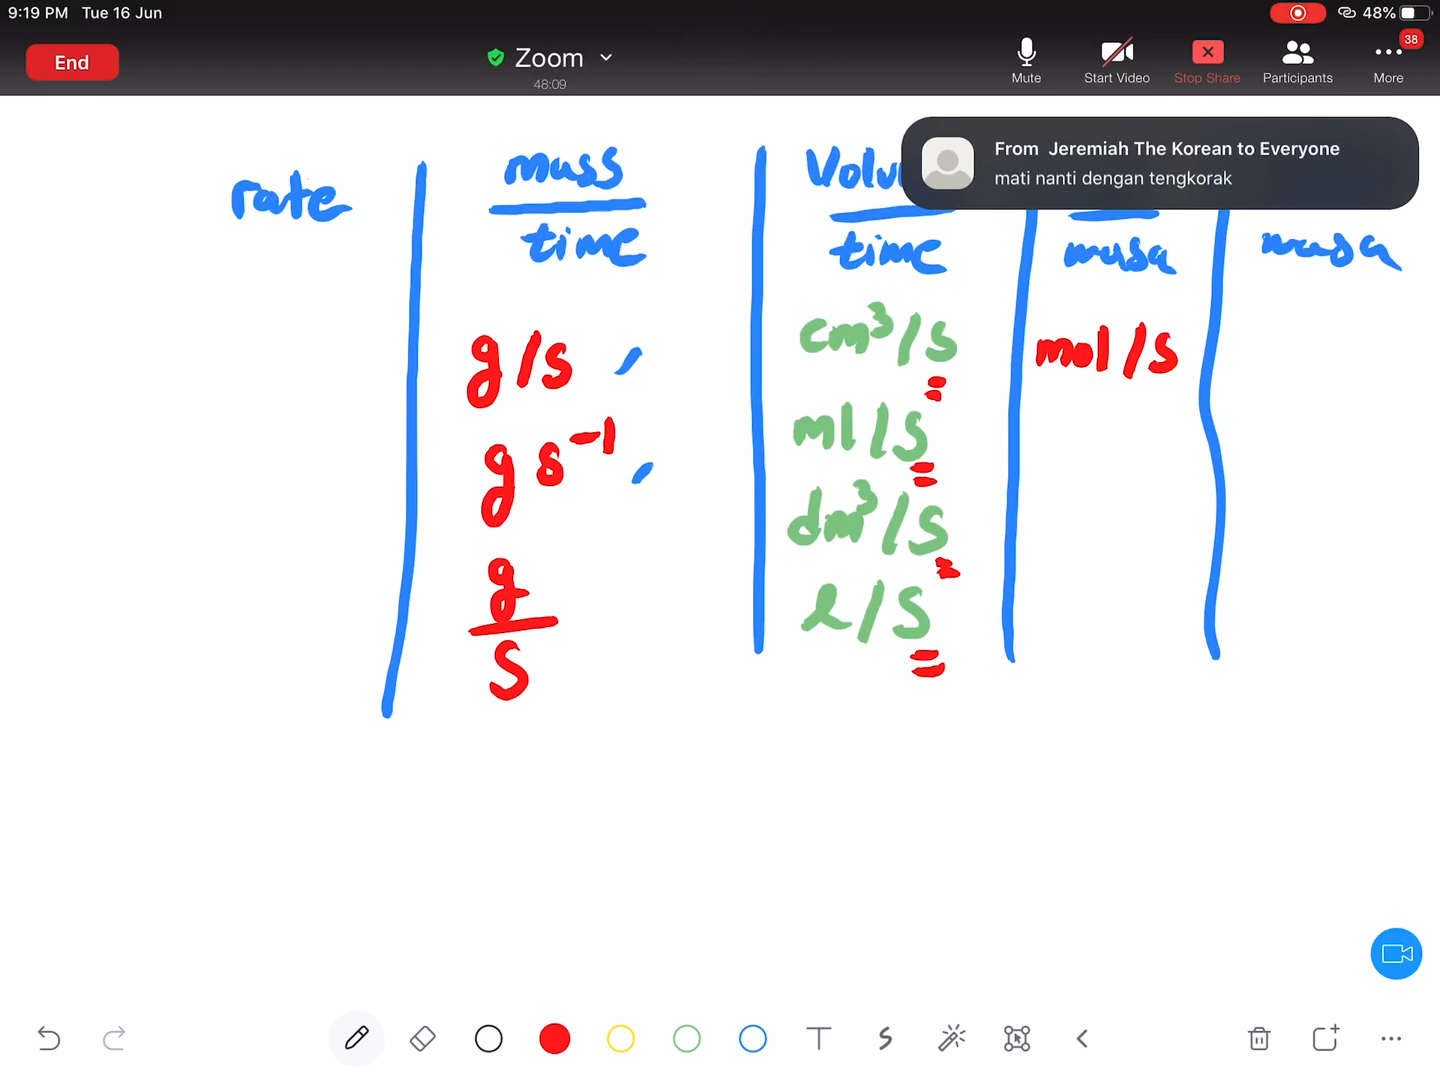 9:19 PM Tue 16 Jun
48%
End
Zoom
48:09
Mute
Start Video
Stop Share
Participants
38
More
From Jeremiah The Korean to Everyone
mati nanti dengan tengkorak
rate
mass
time
time
masa
masa
g/s
g s⁻¹
g
s
cm³/s
ml/s
dm³/s
l/s
mol/s
T